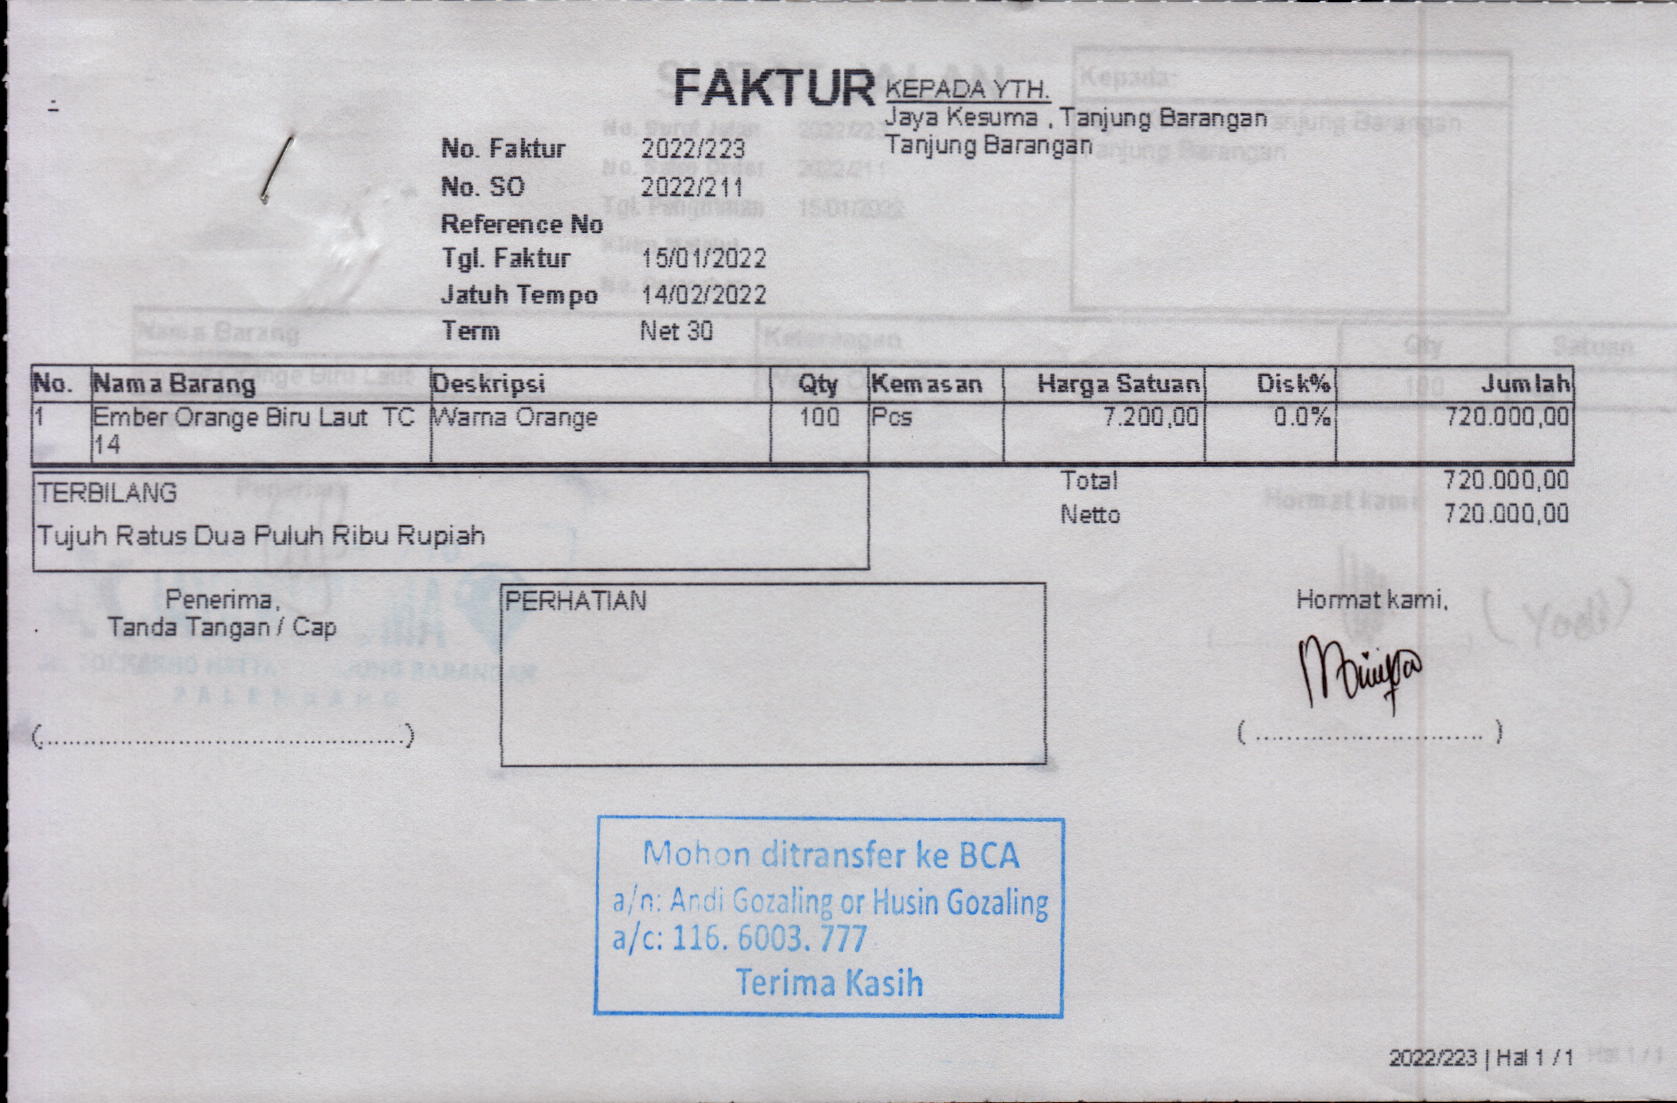 FAKTUR
KEPADA YTH.
Jaya Kesuma , Tanjung Barangan
Tanjung Barangan
No. Faktur 2022/223
No. SO 2022/211
Reference No
Tgl. Faktur 15/01/2022
Jatuh Tempo 14/02/2022
Term Net 30
No. Nama Barang Deskripsi Qty Kemasan Harga Satuan Disk% Jumlah
1 Ember Orange Biru Laut TC 14 Warna Orange 100 Pcs 7.200,00 0.0% 720.000,00
Total 720.000,00
Netto 720.000,00
TERBILANG
Tujuh Ratus Dua Puluh Ribu Rupiah
Penerima,
Tanda Tangan / Cap
(................................................)
PERHATIAN
Hormat kami,
( ............................... )
Mohon ditransfer ke BCA
a/n: Andi Gozaling or Husin Gozaling
a/c: 116. 6003. 777
Terima Kasih
2022/223 | Hal 1 / 1